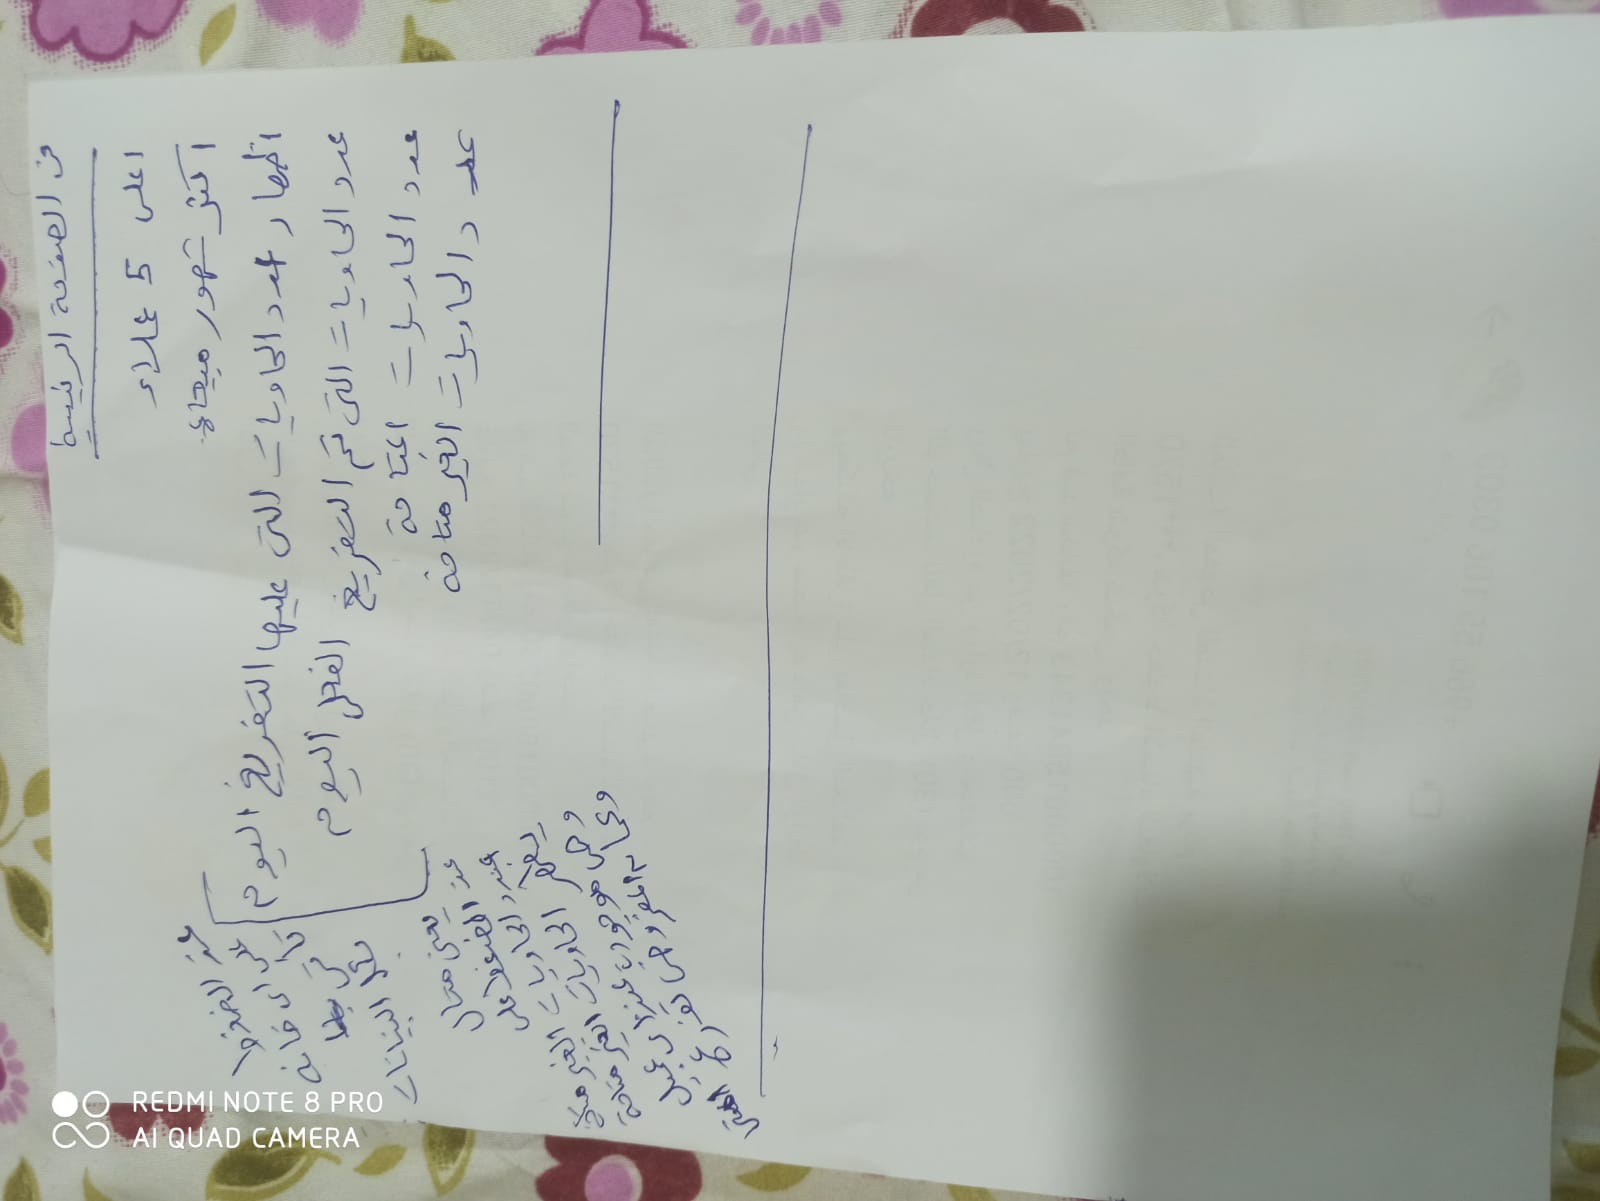 من الصفحة الرئيسية
اعلى 5 عملاء
اكثر شهور مبيعاً
اظهار عدد الحاويات التى عليها التفريغ اليوم
عدد الحاويات التى تم التفريغ الفعلى اليوم
عدد الحاويات المتاحة
عدد الحاويات الغير متاحة
عند الضغط
على اى خانه
تأتى
بكل البيانات
يعنى مثال
عند الضغط على
عدد الحاويات الغير متاحة
يظهر الحاويات الغير متاحة
وهى موجودة عند اى عميل
وكمان المفروض تفرغ امتى
REDMI NOTE 8 PRO
AI QUAD CAMERA